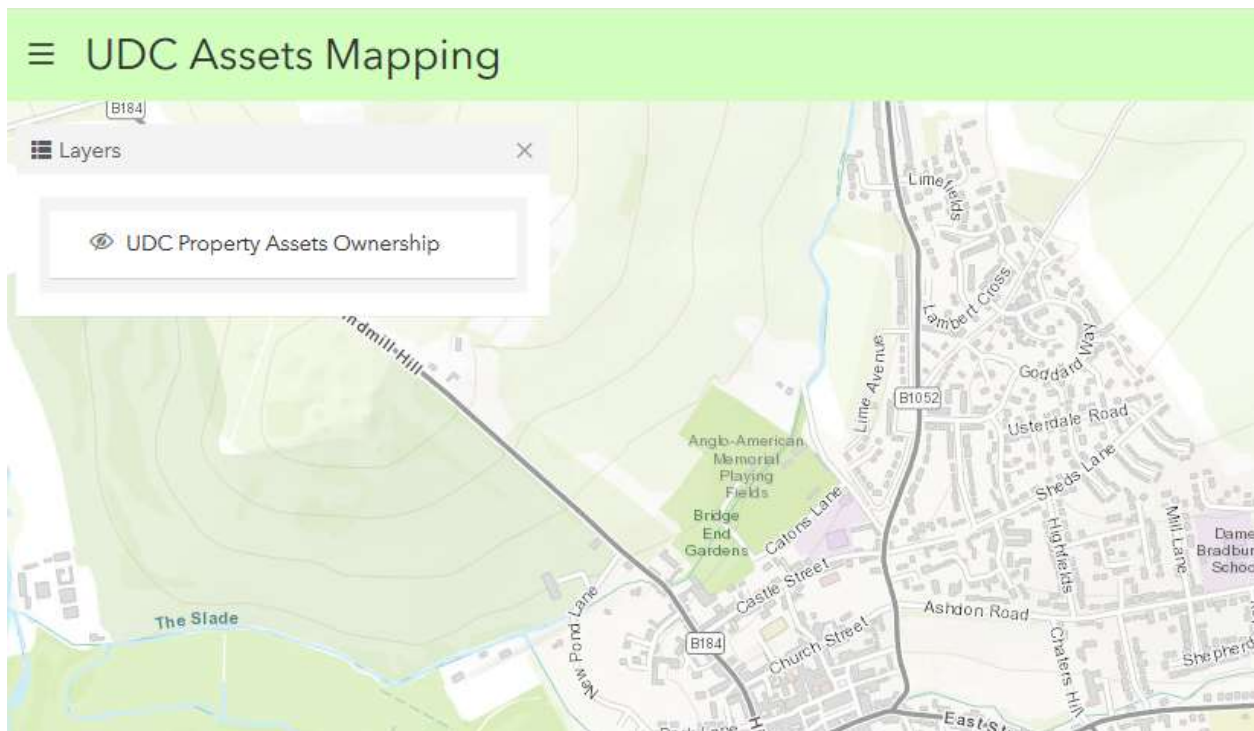 UDC Assets Mapping
B184
Layers
UDC Property Assets Ownership
Limefields
Lambert Cross
Goddard Way
Lime Avenue
B1052
Usterdale Road
Anglo-American
Memorial
Playing
Fields
Sheds Lane
Bridge
End
Gardens
Catons Lane
Highfields
Mill Lane
Castle Street
The Slade
New Pond Lane
Ashdon Road
B184
Church Street
Chaters Hill